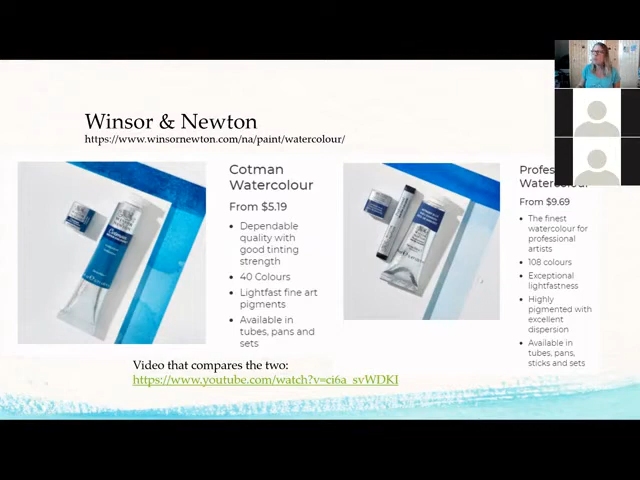 Winsor & Newton
https://www.winsornewton.com/na/paint/watercolour/
Cotman
Watercolour
From $5.19
• Dependable
quality with
good tinting
strength
• 40 Colours
• Lightfast fine art
pigments
• Available in
tubes, pans and
sets
Cotman
From $9.69
• The finest
watercolour for
professional
artists
• 108 colours
• Exceptional
lightfastness
• Highly
pigmented with
excellent
dispersion
• Available in
tubes, pans,
sticks and sets
Video that compares the two:
https://www.youtube.com/watch?v=ci6a_svWDKI